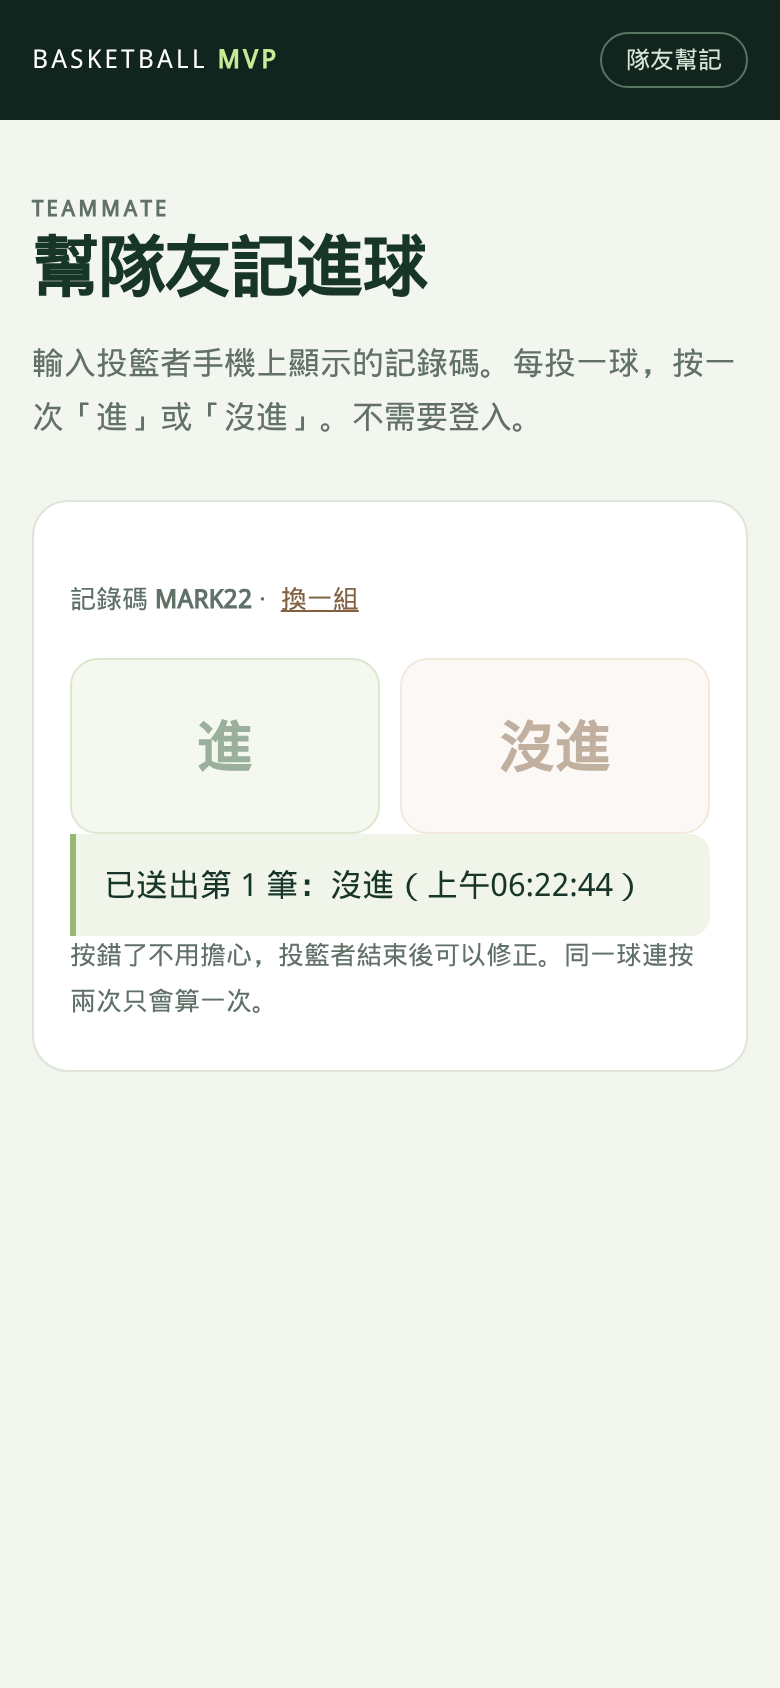 BASKETBALL MVP
隊友幫記
TEAMMATE
幫隊友記進球
輸入投籃者手機上顯示的記錄碼。每投一球，按一
次「進」或「沒進」。不需要登入。
記錄碼 MARK22 · 換一組
進
沒進
已送出第 1 筆：沒進（上午06:22:44）
按錯了不用擔心，投籃者結束後可以修正。同一球連按
兩次只會算一次。